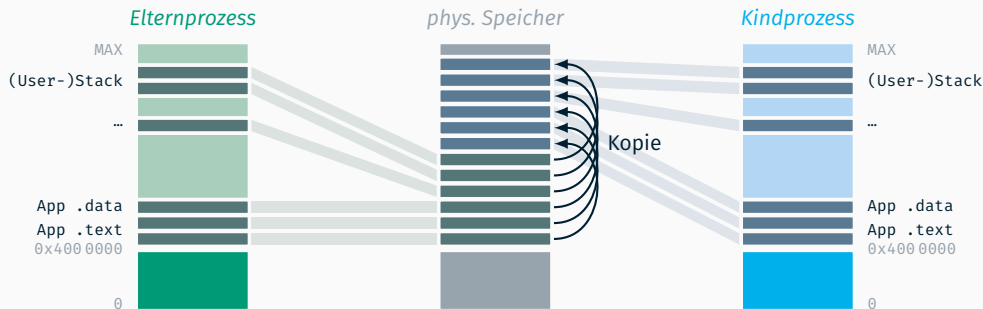 Elternprozess
phys. Speicher
Kindprozess
MAX
MAX
(User-)Stack
(User-)Stack
…
…
Kopie
App .data
App .data
App .text
App .text
0x400 0000
0x400 0000
0
0